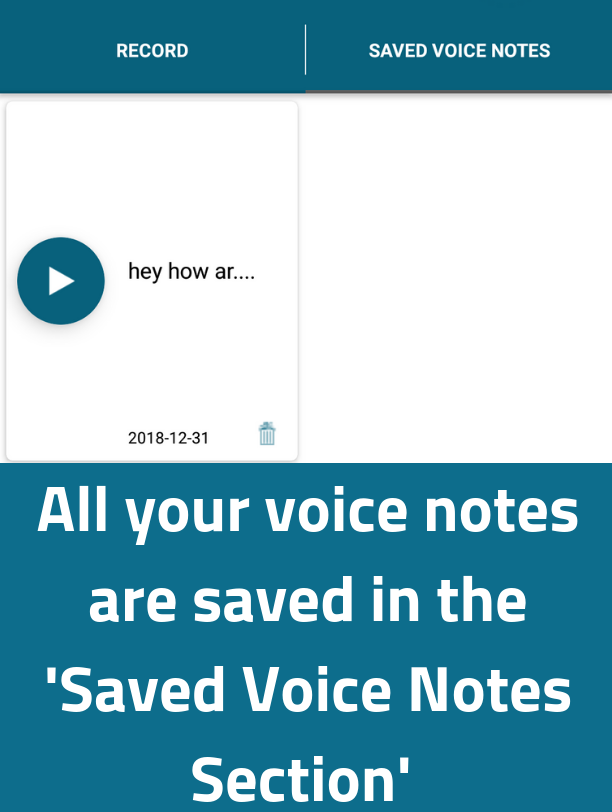 RECORD
SAVED VOICE NOTES
hey how ar....
2018-12-31
All your voice notes
are saved in the
'Saved Voice Notes
Section'